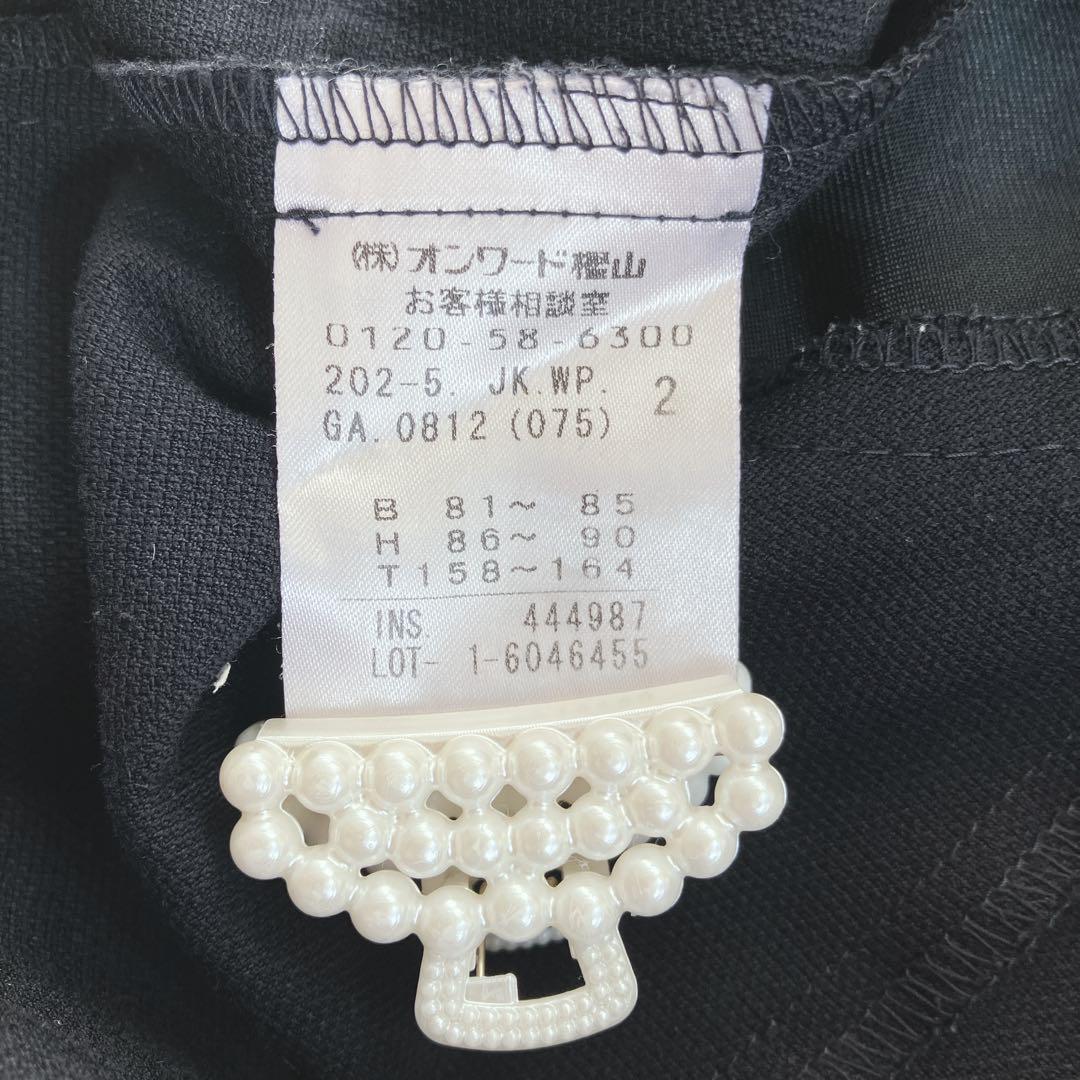 (株)オンワード樫山
お客様相談室
0120-58-6300
202-5. JK.WP. 2
GA.0812(075)
B 81〜 85
H 86〜 90
T158〜164
INS. 444987
LOT- 1-6046455